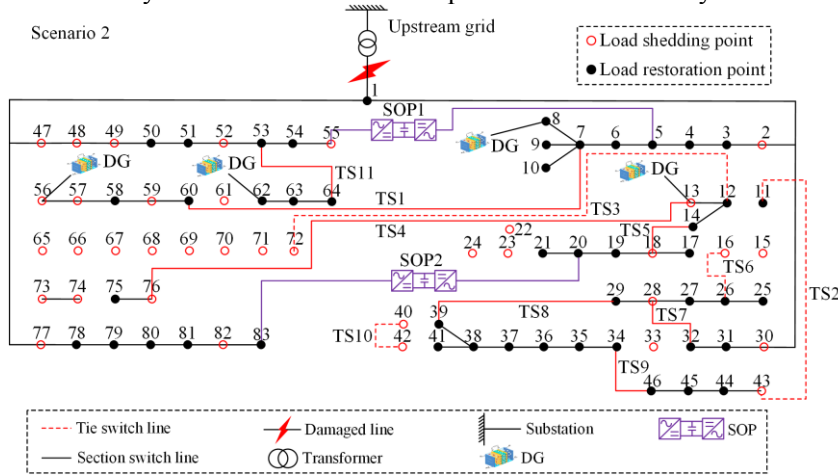 Scenario 2
Upstream grid
Load shedding point
Load restoration point
1
SOP1
47 48 49 50 51 52 53 54 55 8 7 6 5 4 3 2
DG 9
10
DG DG DG
TS11
56 57 58 59 60 61 62 63 64 TS1 TS3 13 12 1
14
TS4 22 TS5
65 66 67 68 69 70 71 72 24 23 21 20 19 18 17 16 15
SOP2 TS6
TS2
73 74 75 76 29 28 27 26 25
40 39 TS8 TS7
77 78 79 80 81 82 83 TS10 42 41 38 37 36 35 34 33 32 31 30
TS9
46 45 44 43
Tie switch line Damaged line Substation SOP
Section switch line Transformer DG